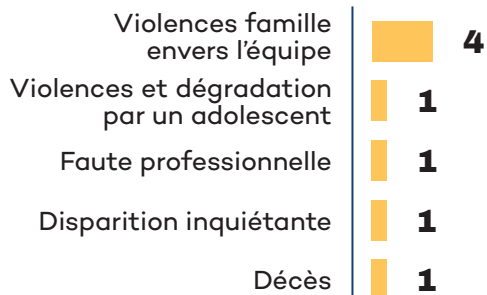 Violences famille
envers l'équipe
4
Violences et dégradation
par un adolescent
1
Faute professionnelle
1
Disparition inquiétante
1
Décès
1